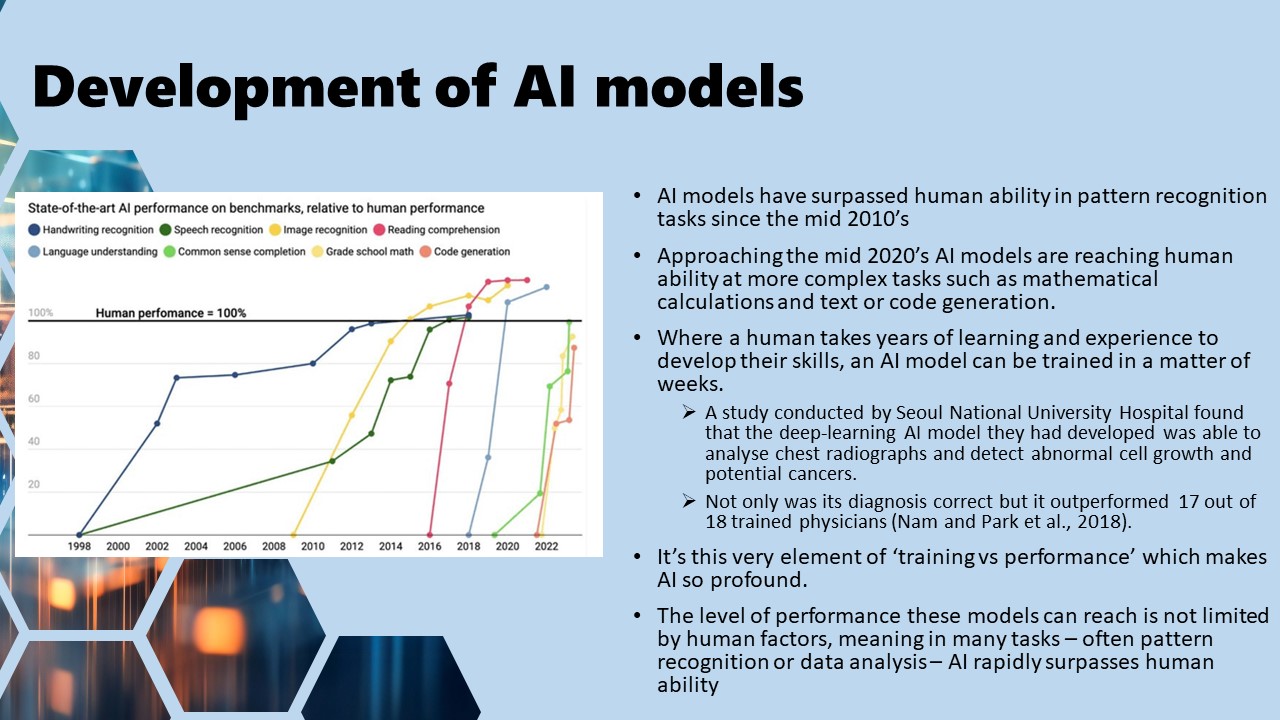 Development of AI models
State-of-the-art AI performance on benchmarks, relative to human performance
Handwriting recognition Speech recognition Image recognition Reading comprehension
Language understanding Common sense completion Grade school math Code generation
100%
Human perfomance = 100%
80
60
40
20
1998 2000 2002 2004 2006 2008 2010 2012 2014 2016 2018 2020 2022
• AI models have surpassed human ability in pattern recognition
tasks since the mid 2010’s
• Approaching the mid 2020’s AI models are reaching human
ability at more complex tasks such as mathematical
calculations and text or code generation.
• Where a human takes years of learning and experience to
develop their skills, an AI model can be trained in a matter of
weeks.
➢ A study conducted by Seoul National University Hospital found
that the deep-learning AI model they had developed was able to
analyse chest radiographs and detect abnormal cell growth and
potential cancers.
➢ Not only was its diagnosis correct but it outperformed 17 out of
18 trained physicians (Nam and Park et al., 2018).
• It’s this very element of ‘training vs performance’ which makes
AI so profound.
• The level of performance these models can reach is not limited
by human factors, meaning in many tasks – often pattern
recognition or data analysis – AI rapidly surpasses human
ability